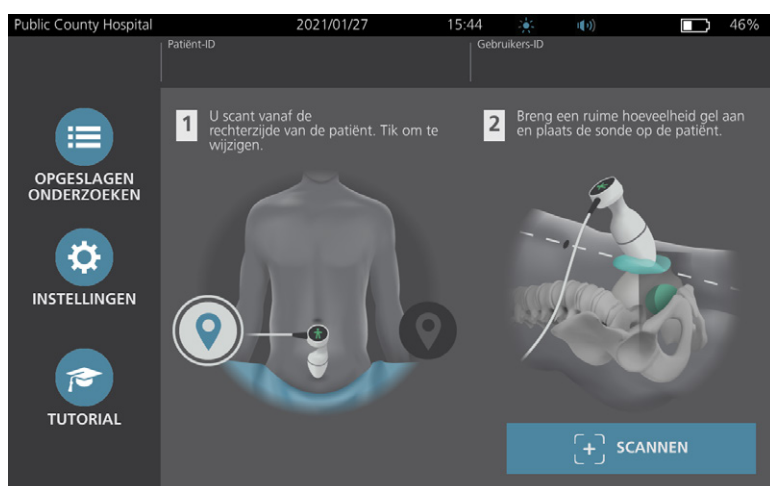 Public County Hospital 2021/01/27 15:44 46%
Patiënt-ID Gebruikers-ID
1 U scant vanaf de
rechterzijde van de patiënt. Tik om te
wijzigen.
2 Breng een ruime hoeveelheid gel aan
en plaats de sonde op de patiënt.
OPGESLAGEN
ONDERZOEKEN
INSTELLINGEN
TUTORIAL
SCANNEN